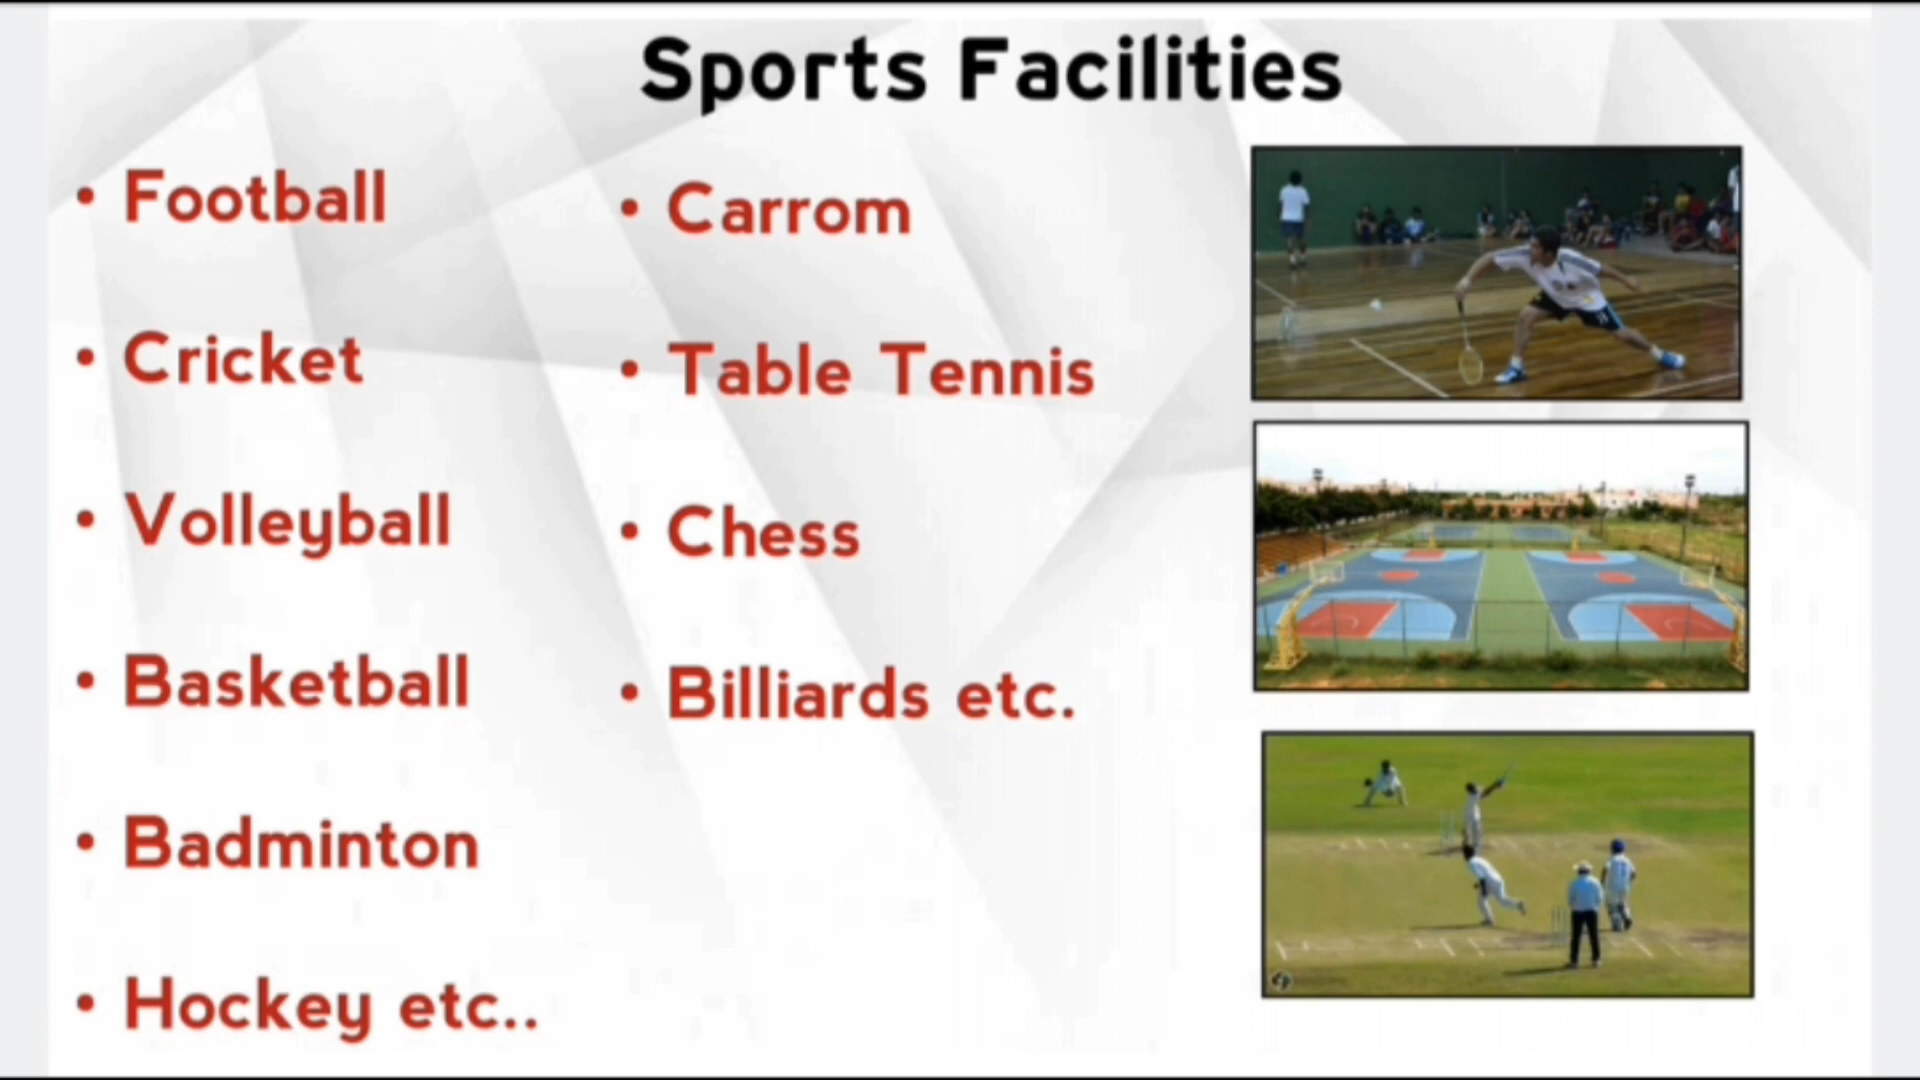 Sports Facilities
• Football
• Cricket
• Volleyball
• Basketball
• Badminton
• Hockey etc..
• Carrom
• Table Tennis
• Chess
• Billiards etc.